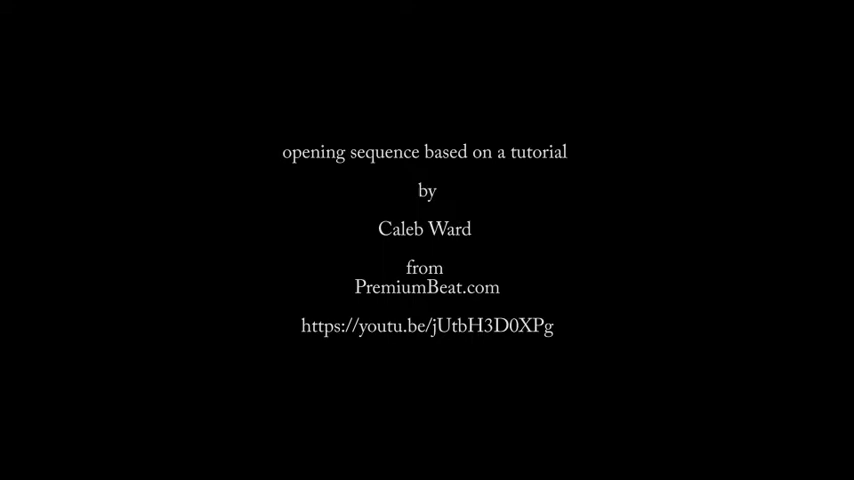 opening sequence based on a tutorial
by
Caleb Ward
from
PremiumBeat.com
https://youtu.be/jUtbH3D0XPg